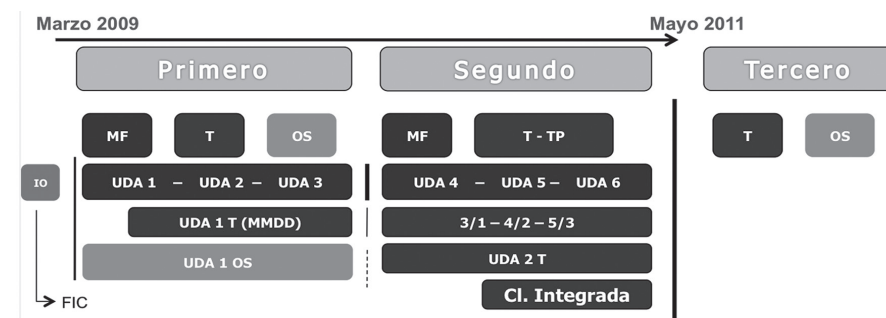 Marzo 2009 Mayo 2011
Primero Segundo Tercero
MF T OS MF T - TP T OS
IO UDA 1 – UDA 2 – UDA 3 UDA 4 – UDA 5 – UDA 6
UDA 1 T (MMDD) 3/1 – 4/2 – 5/3
UDA 1 OS UDA 2 T
Cl. Integrada
FIC